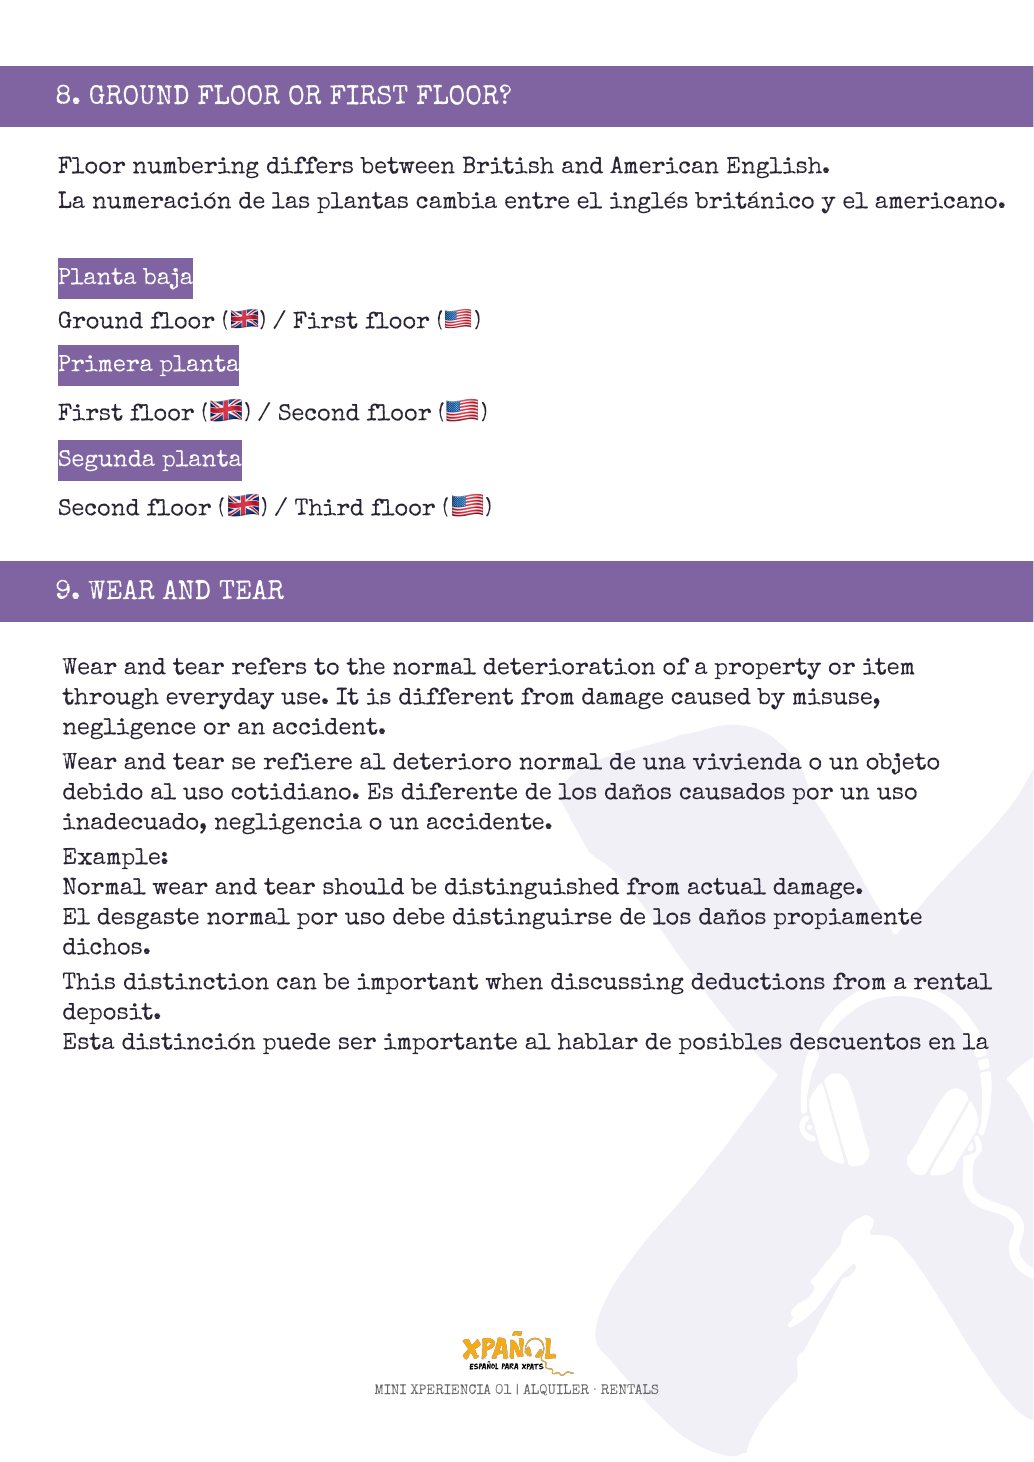 8. GROUND FLOOR OR FIRST FLOOR?
Floor numbering differs between British and American English.
La numeración de las plantas cambia entre el inglés británico y el americano.
Planta baja
Ground floor (🇬🇧) / First floor (🇺🇸)
Primera planta
First floor (🇬🇧) / Second floor (🇺🇸)
Segunda planta
Second floor (🇬🇧) / Third floor (🇺🇸)
9. WEAR AND TEAR
Wear and tear refers to the normal deterioration of a property or item
through everyday use. It is different from damage caused by misuse,
negligence or an accident.
Wear and tear se refiere al deterioro normal de una vivienda o un objeto
debido al uso cotidiano. Es diferente de los daños causados por un uso
inadecuado, negligencia o un accidente.
Example:
Normal wear and tear should be distinguished from actual damage.
El desgaste normal por uso debe distinguirse de los daños propiamente
dichos.
This distinction can be important when discussing deductions from a rental
deposit.
Esta distinción puede ser importante al hablar de posibles descuentos en la
XPAÑOL
ESPAÑOL PARA XPATS
MINI XPERIENCIA 01 | ALQUILER · RENTALS